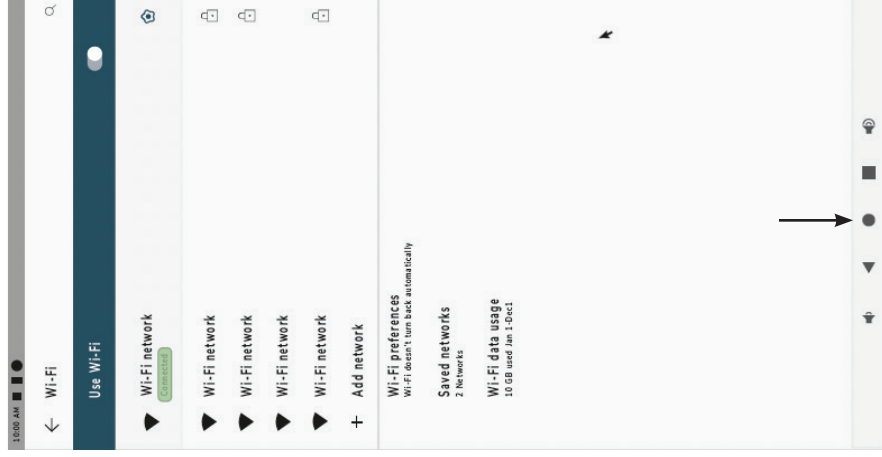 10:00 AM
Wi-Fi
Use Wi-Fi
Wi-Fi network
Connected
Wi-Fi network
Wi-Fi network
Wi-Fi network
Wi-Fi network
Add network
Wi-Fi preferences
Wi-Fi doesn't turn back automatically
Saved networks
2 Networks
Wi-Fi data usage
10 GB used Jan 1-Dec1